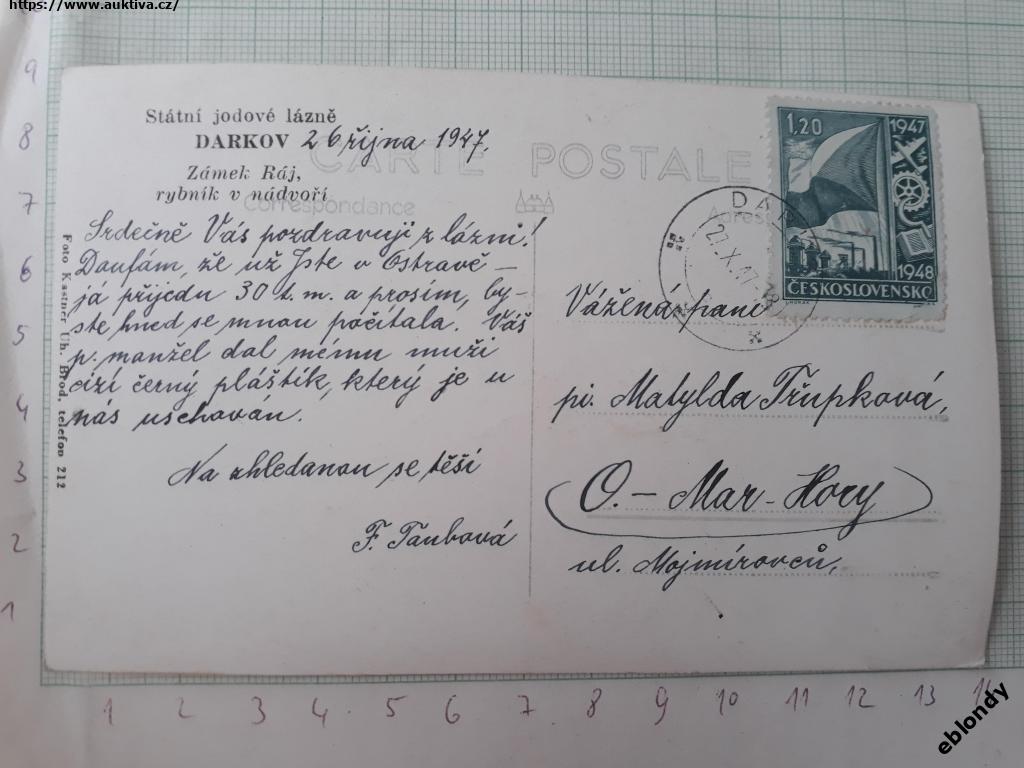 https://www.auktiva.cz/
Státní jodové lázně
DARKOV 26 října 1947,
Zámek Ráj,
rybník v nádvoří
CARTE POSTALE
Correspondance
Adresse
Srdečně Vás pozdravuji z lázní!
Doufám, že už jste v Ostravě –
já přijedu 30 t. m. a prosím, by-
ste hned se mnou počítala. Váš
p. manžel dal mému muži
cizí černý pláštík, který je u
nás uschován.
Na shledanou se těší
F. Taubová
Foto Kastner Uh. Brod, telefon 212
1.20
1947
1948
ČESKOSLOVENSKO
DAR
27.X.47-18
Vážená paní
pí. Matylda Třupková,
O. – Mar – Hory
ul. Mojmírovců,
9
8
7
6
5
4
3
2
1
1 2 3 4 5 6 7 8 9 10 11 12 13 14
eblondy